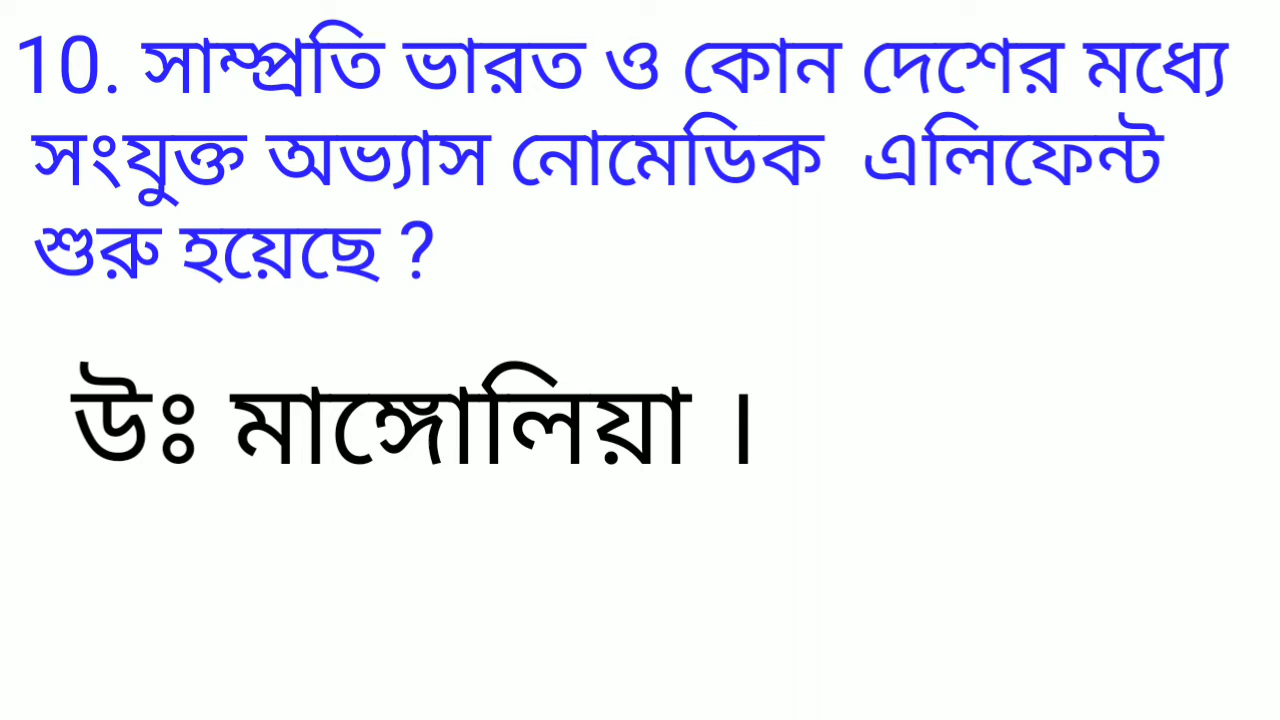 10. সাম্প্রতি ভারত ও কোন দেশের মধ্যে
সংযুক্ত অভ্যাস নোমেডিক এলিফেন্ট
শুরু হয়েছে ?
উঃ মাঙ্গোলিয়া ।